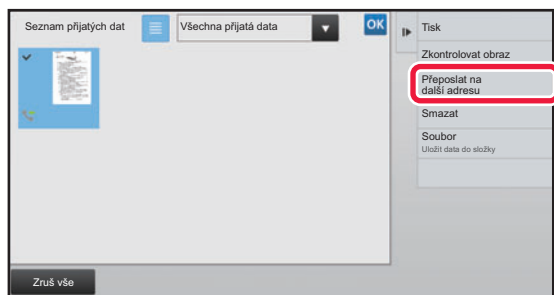 Seznam přijatých dat
Všechna přijatá data
OK
Tisk
Zkontrolovat obraz
Přeposlat na
další adresu
Smazat
Soubor
Uložit data do složky
Zruš vše